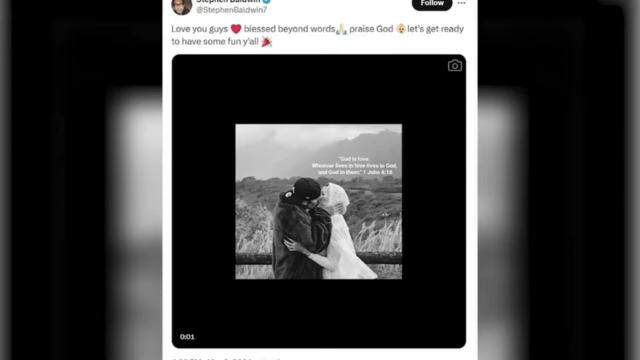 Stephen Baldwin
@StephenBaldwin7
Follow
Love you guys ❤️ blessed beyond words🙏🏼 praise God 👶🏼let's get ready
to have some fun y'all 🎉
"God is love.
Whoever lives in love lives in God,
and God in them." 1 John 4:16
0:01